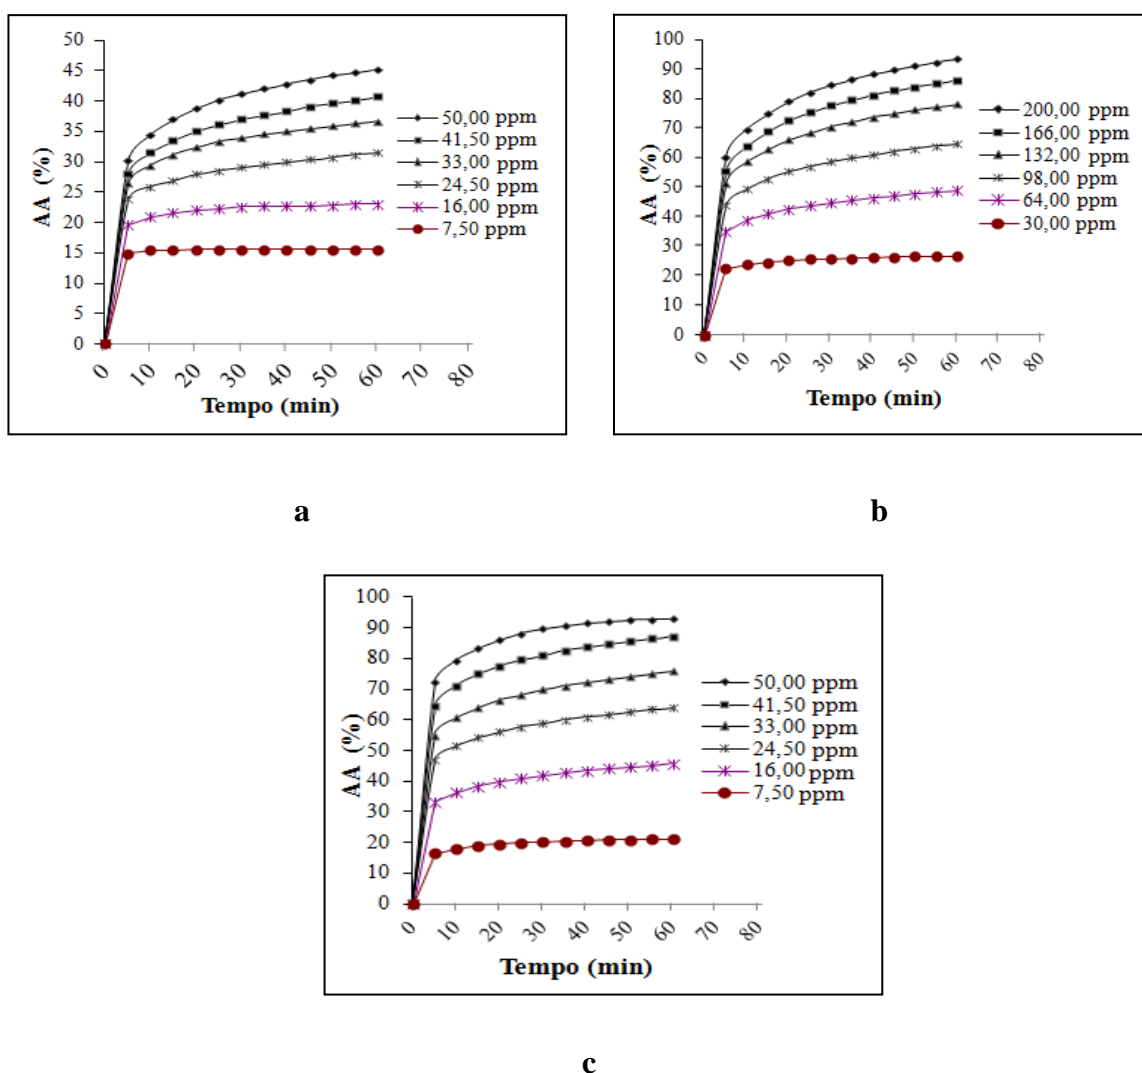 50
45
40
35
30
25
20
15
10
5
0
AA (%)
0 10 20 30 40 50 60 70 80
Tempo (min)
50,00 ppm
41,50 ppm
33,00 ppm
24,50 ppm
16,00 ppm
7,50 ppm
a
100
90
80
70
60
50
40
30
20
10
0
AA (%)
0 10 20 30 40 50 60 70 80
Tempo (min)
200,00 ppm
166,00 ppm
132,00 ppm
98,00 ppm
64,00 ppm
30,00 ppm
b
100
90
80
70
60
50
40
30
20
10
0
AA (%)
0 10 20 30 40 50 60 70 80
Tempo (min)
50,00 ppm
41,50 ppm
33,00 ppm
24,50 ppm
16,00 ppm
7,50 ppm
c